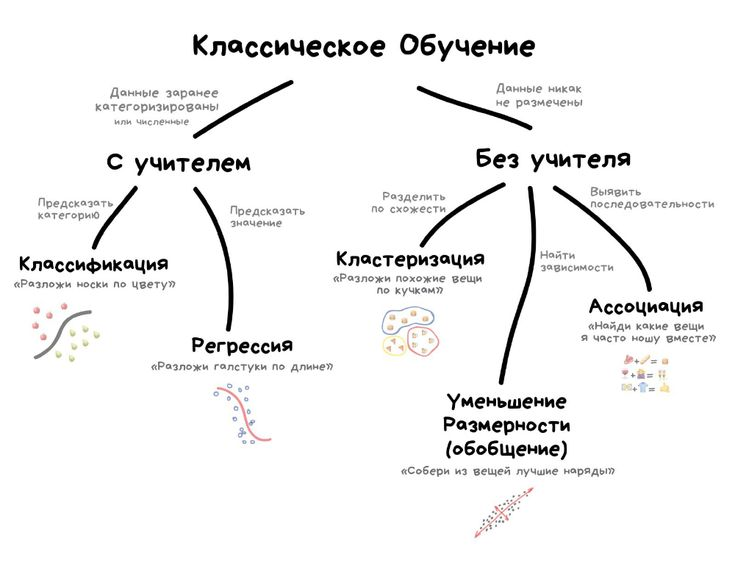 Классическое Обучение
Данные заранее
категоризированы
или численные
Данные никак
не размечены
С учителем
Без учителя
Предсказать
категорию
Предсказать
значение
Разделить
по схожести
Выявить
последовательности
Классификация
«Разложи носки по цвету»
Кластеризация
«Разложи похожие вещи
по кучкам»
Найти
зависимости
Ассоциация
«Найди какие вещи
я часто ношу вместе»
Регрессия
«Разложи галстуки по длине»
Уменьшение
Размерности
(обобщение)
«Собери из вещей лучшие наряды»